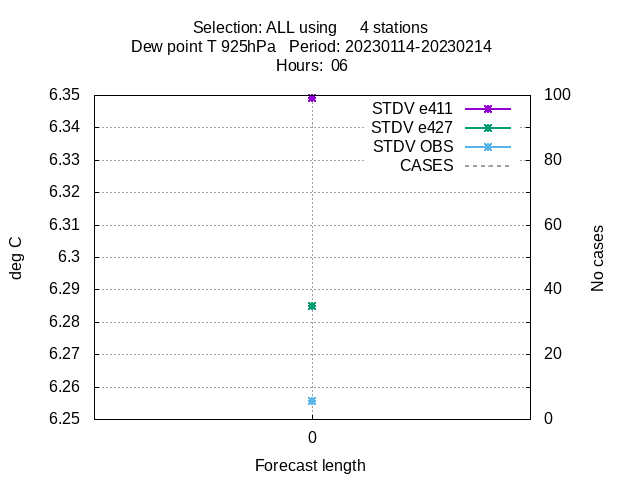 Selection: ALL using 4 stations
Dew point T 925hPa Period: 20230114-20230214
Hours: 06
STDV e411
STDV e427
STDV OBS
CASES
6.35
6.34
6.33
6.32
6.31
6.3
6.29
6.28
6.27
6.26
6.25
deg C
100
80
60
40
20
0
No cases
0
Forecast length